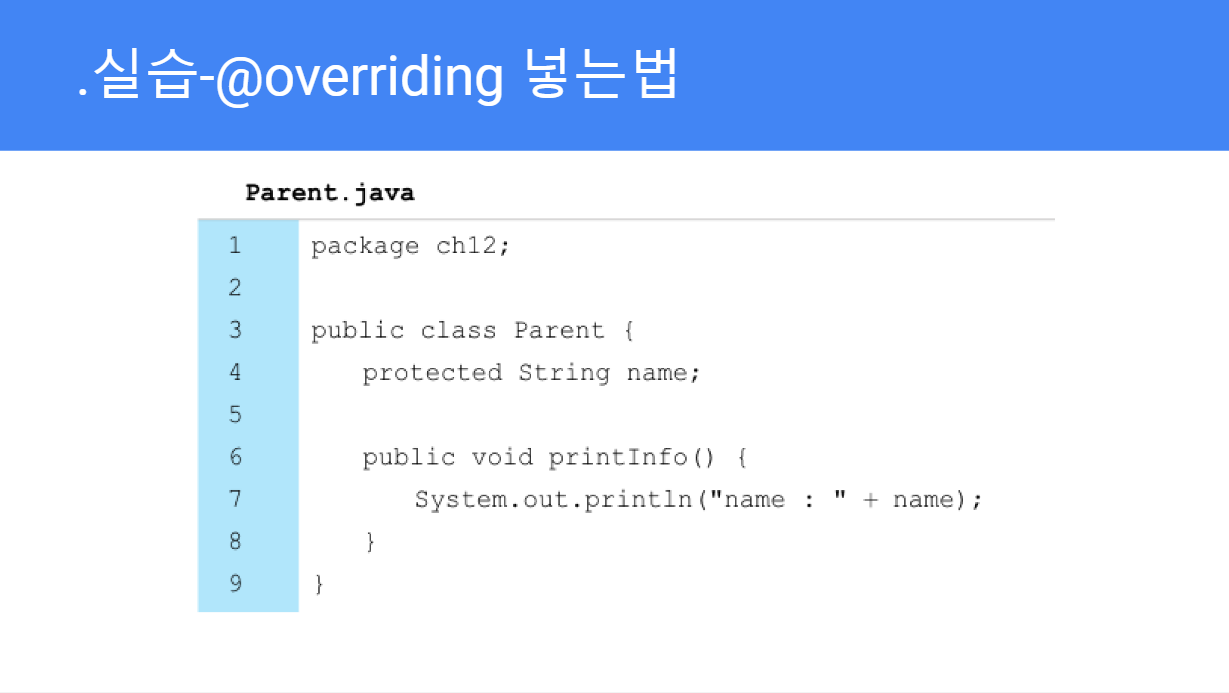 .실습-@overriding 넣는법
Parent.java
1 package ch12;
2
3 public class Parent {
4 protected String name;
5
6 public void printInfo() {
7 System.out.println("name : " + name);
8 }
9 }